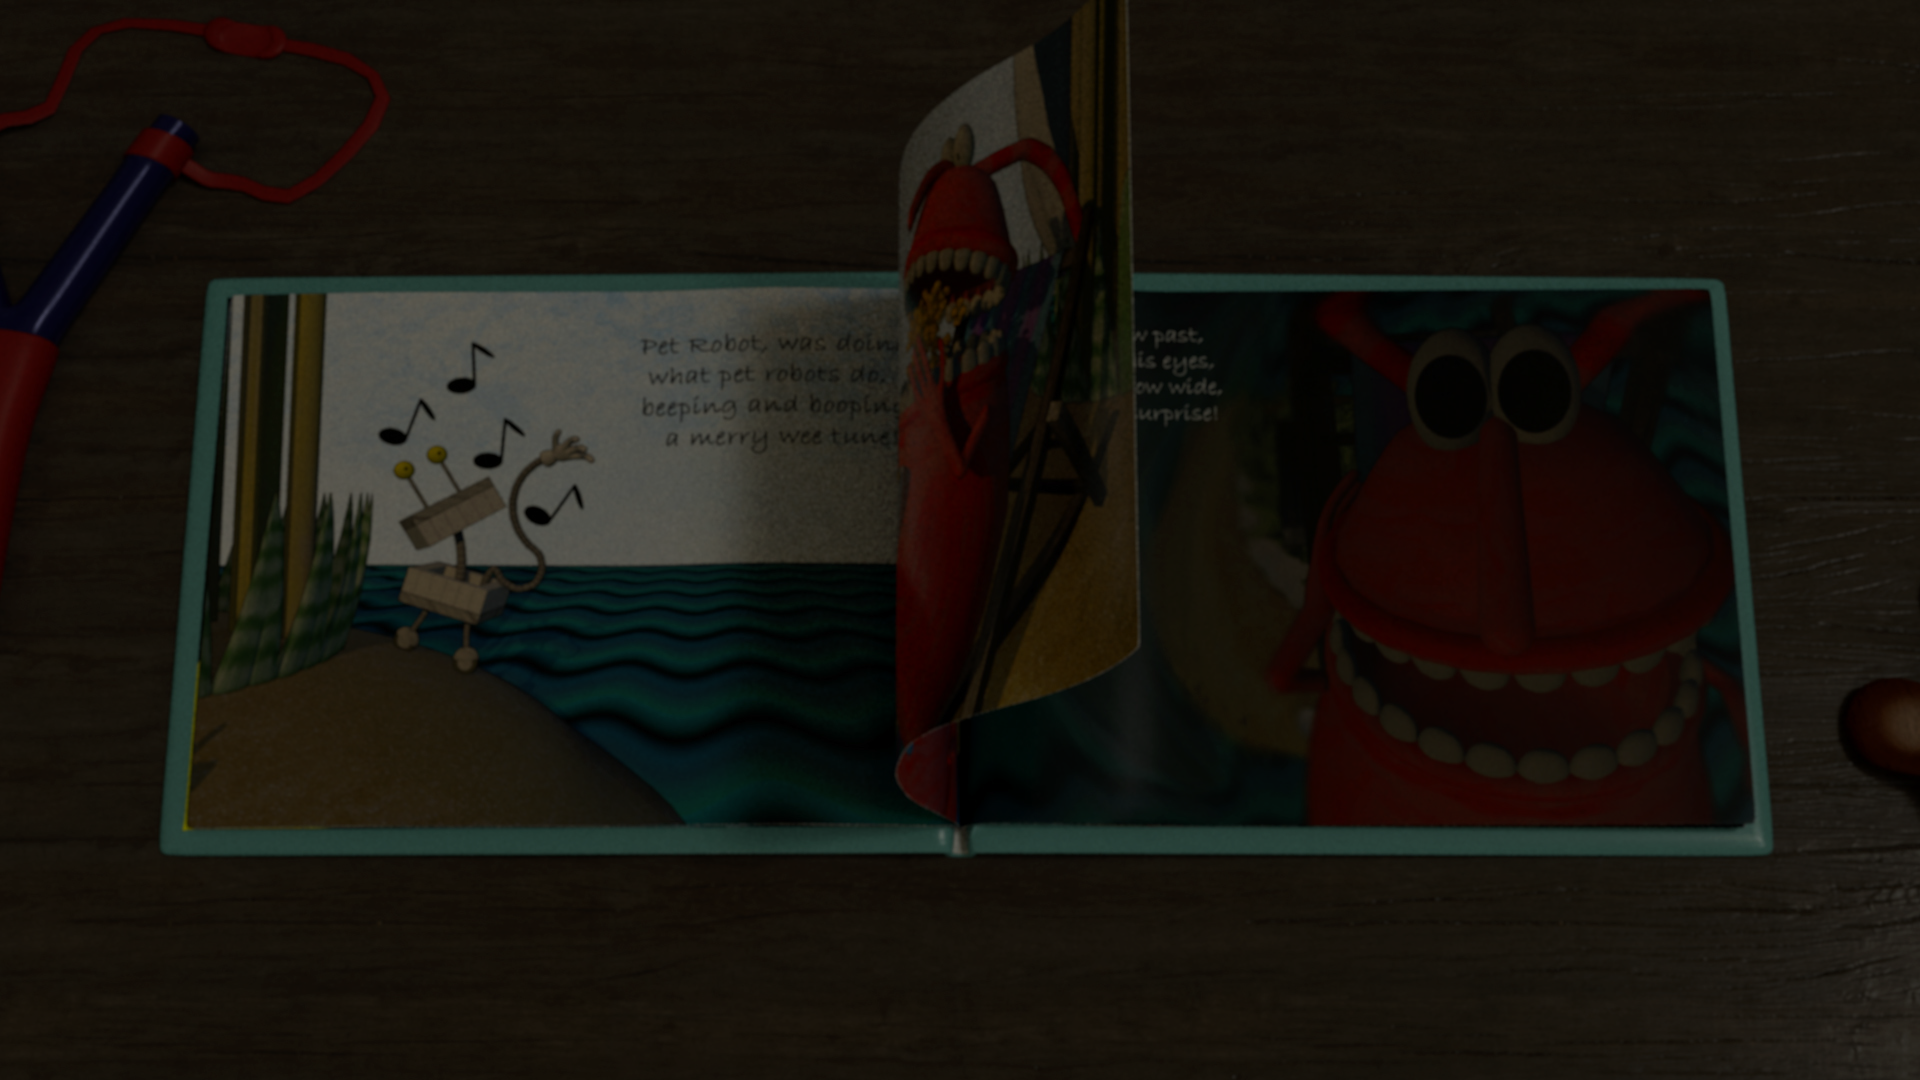 Pet Robot, was doin
what pet robots do,
beeping and boopin
a merry wee tune
w past,
is eyes,
ow wide,
urprise!